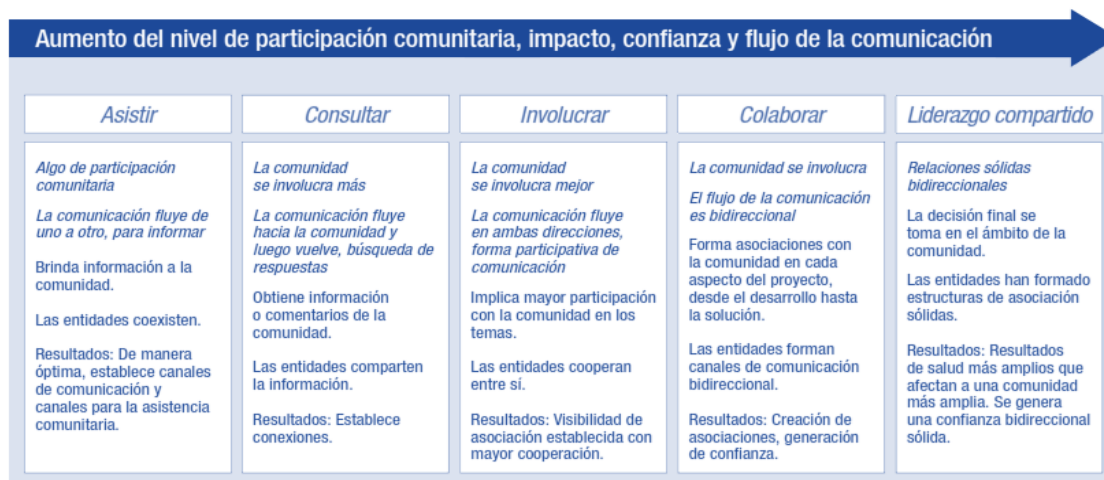 Aumento del nivel de participación comunitaria, impacto, confianza y flujo de la comunicación
Asistir
Algo de participación
comunitaria
La comunicación fluye de
uno a otro, para informar
Brinda información a la
comunidad.
Las entidades coexisten.
Resultados: De manera
óptima, establece canales
de comunicación y
canales para la asistencia
comunitaria.
Consultar
La comunidad
se involucra más
La comunicación fluye
hacia la comunidad y
luego vuelve, búsqueda de
respuestas
Obtiene información
o comentarios de la
comunidad.
Las entidades comparten
la información.
Resultados: Establece
conexiones.
Involucrar
La comunidad
se involucra mejor
La comunicación fluye
en ambas direcciones,
forma participativa de
comunicación
Implica mayor participación
con la comunidad en los
temas.
Las entidades cooperan
entre sí.
Resultados: Visibilidad de
asociación establecida con
mayor cooperación.
Colaborar
La comunidad se involucra
El flujo de la comunicación
es bidireccional
Forma asociaciones con
la comunidad en cada
aspecto del proyecto,
desde el desarrollo hasta
la solución.
Las entidades forman
canales de comunicación
bidireccional.
Resultados: Creación de
asociaciones, generación
de confianza.
Liderazgo compartido
Relaciones sólidas
bidireccionales
La decisión final se
toma en el ámbito de la
comunidad.
Las entidades han formado
estructuras de asociación
sólidas.
Resultados: Resultados
de salud más amplios que
afectan a una comunidad
más amplia. Se genera
una confianza bidireccional
sólida.